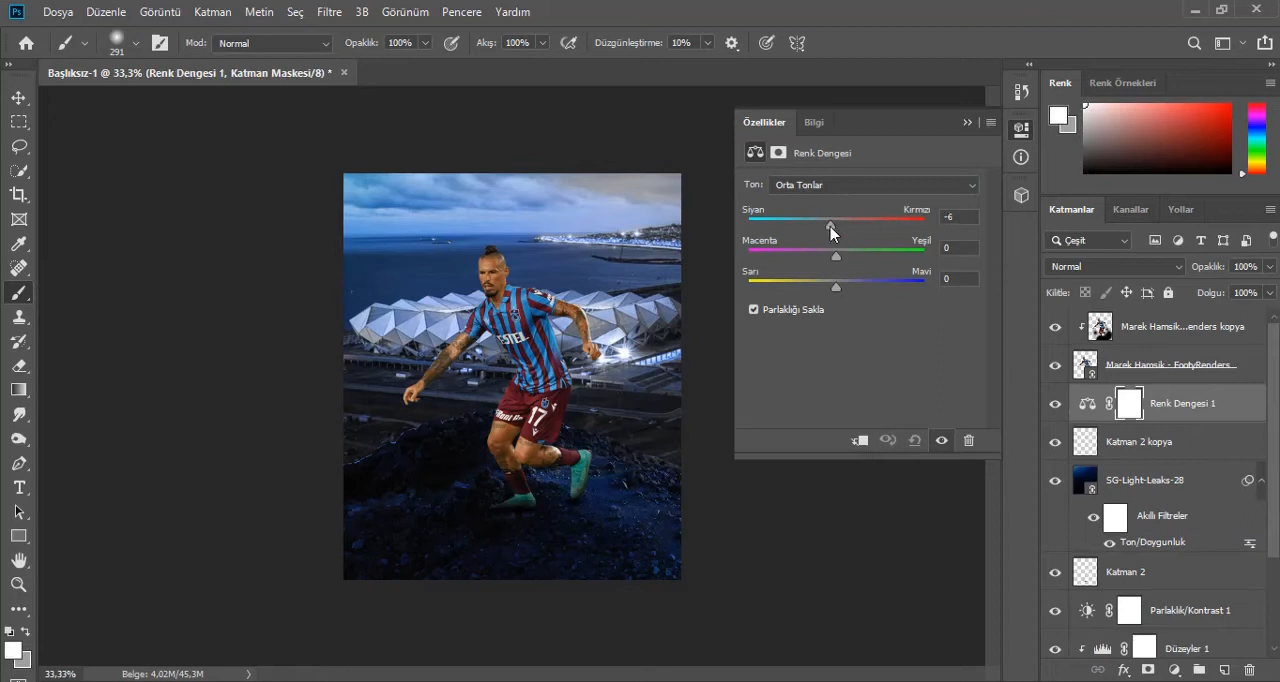 Ps Dosya Düzenle Görüntü Katman Metin Seç Filtre 3B Görünüm Pencere Yardım
291 Mod: Normal Opaklık: 100% Akış: 100% Düzgünleştirme: 10%
Başlıksız-1 @ 33,3% (Renk Dengesi 1, Katman Maskesi/8) *
Özellikler Bilgi
Renk Dengesi
Ton: Orta Tonlar
Siyan Kırmızı -6
Macenta Yeşil 0
Sarı Mavi 0
Parlaklığı Sakla
Renk Renk Örnekleri
Katmanlar Kanallar Yollar
Çeşit
Normal Opaklık: 100%
Kilitle: Dolgu: 100%
Marek Hamsik...enders kopya
Marek Hamsik - FootyRenders
Renk Dengesi 1
Katman 2 kopya
SG-Light-Leaks-28
Akıllı Filtreler
Ton/Doygunluk
Katman 2
Parlaklık/Kontrast 1
Düzeyler 1
17
33,33% Belge: 4,02M/45,3M